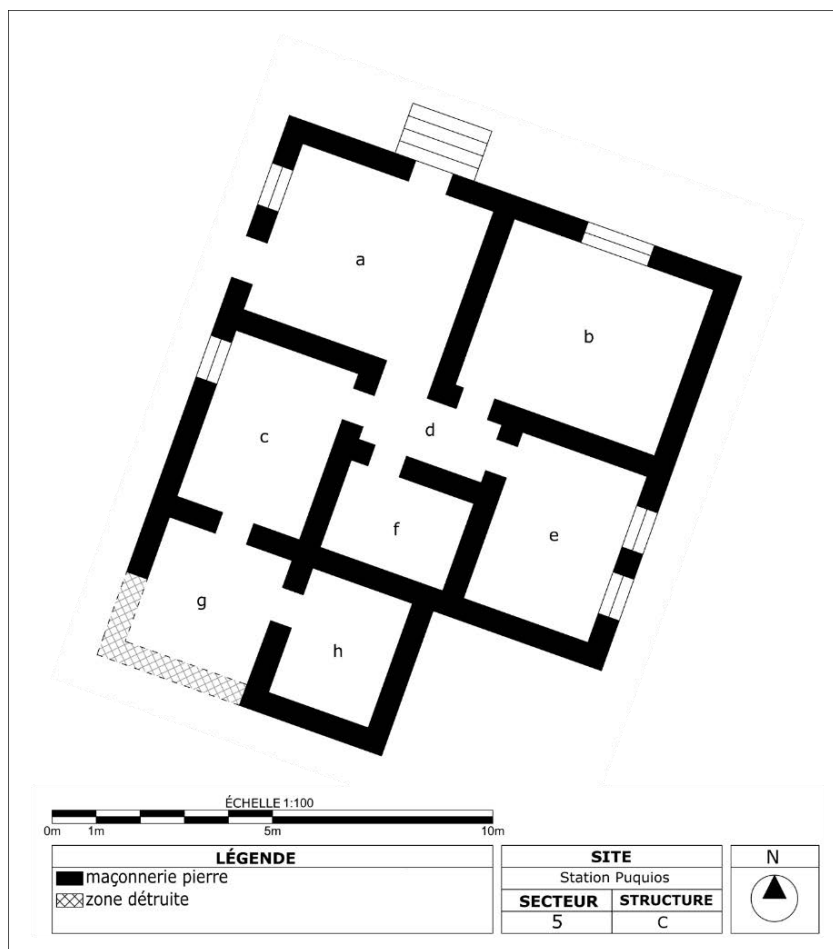 a
b
d
c
e
f
g
h
ÉCHELLE 1:100
0m 1m 5m 10m
LÉGENDE
maçonnerie pierre
zone détruite
SITE
Station Puquios
SECTEUR STRUCTURE
5 C
N